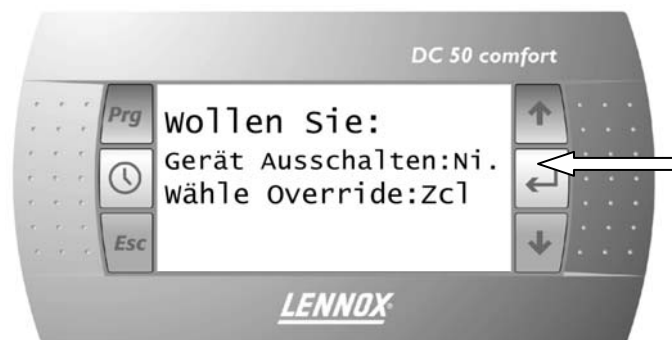 DC 50 comfort
Prg
Wollen Sie:
Gerät Ausschalten:Ni.
Wähle Override:Zcl
Esc
LENNOX